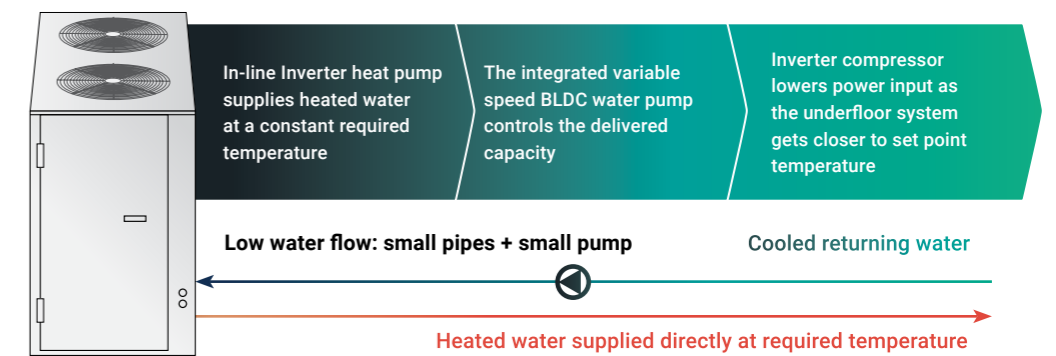 In-line Inverter heat pump
supplies heated water
at a constant required
temperature
The integrated variable
speed BLDC water pump
controls the delivered
capacity
Inverter compressor
lowers power input as
the underfloor system
gets closer to set point
temperature
Low water flow: small pipes + small pump
Cooled returning water
Heated water supplied directly at required temperature